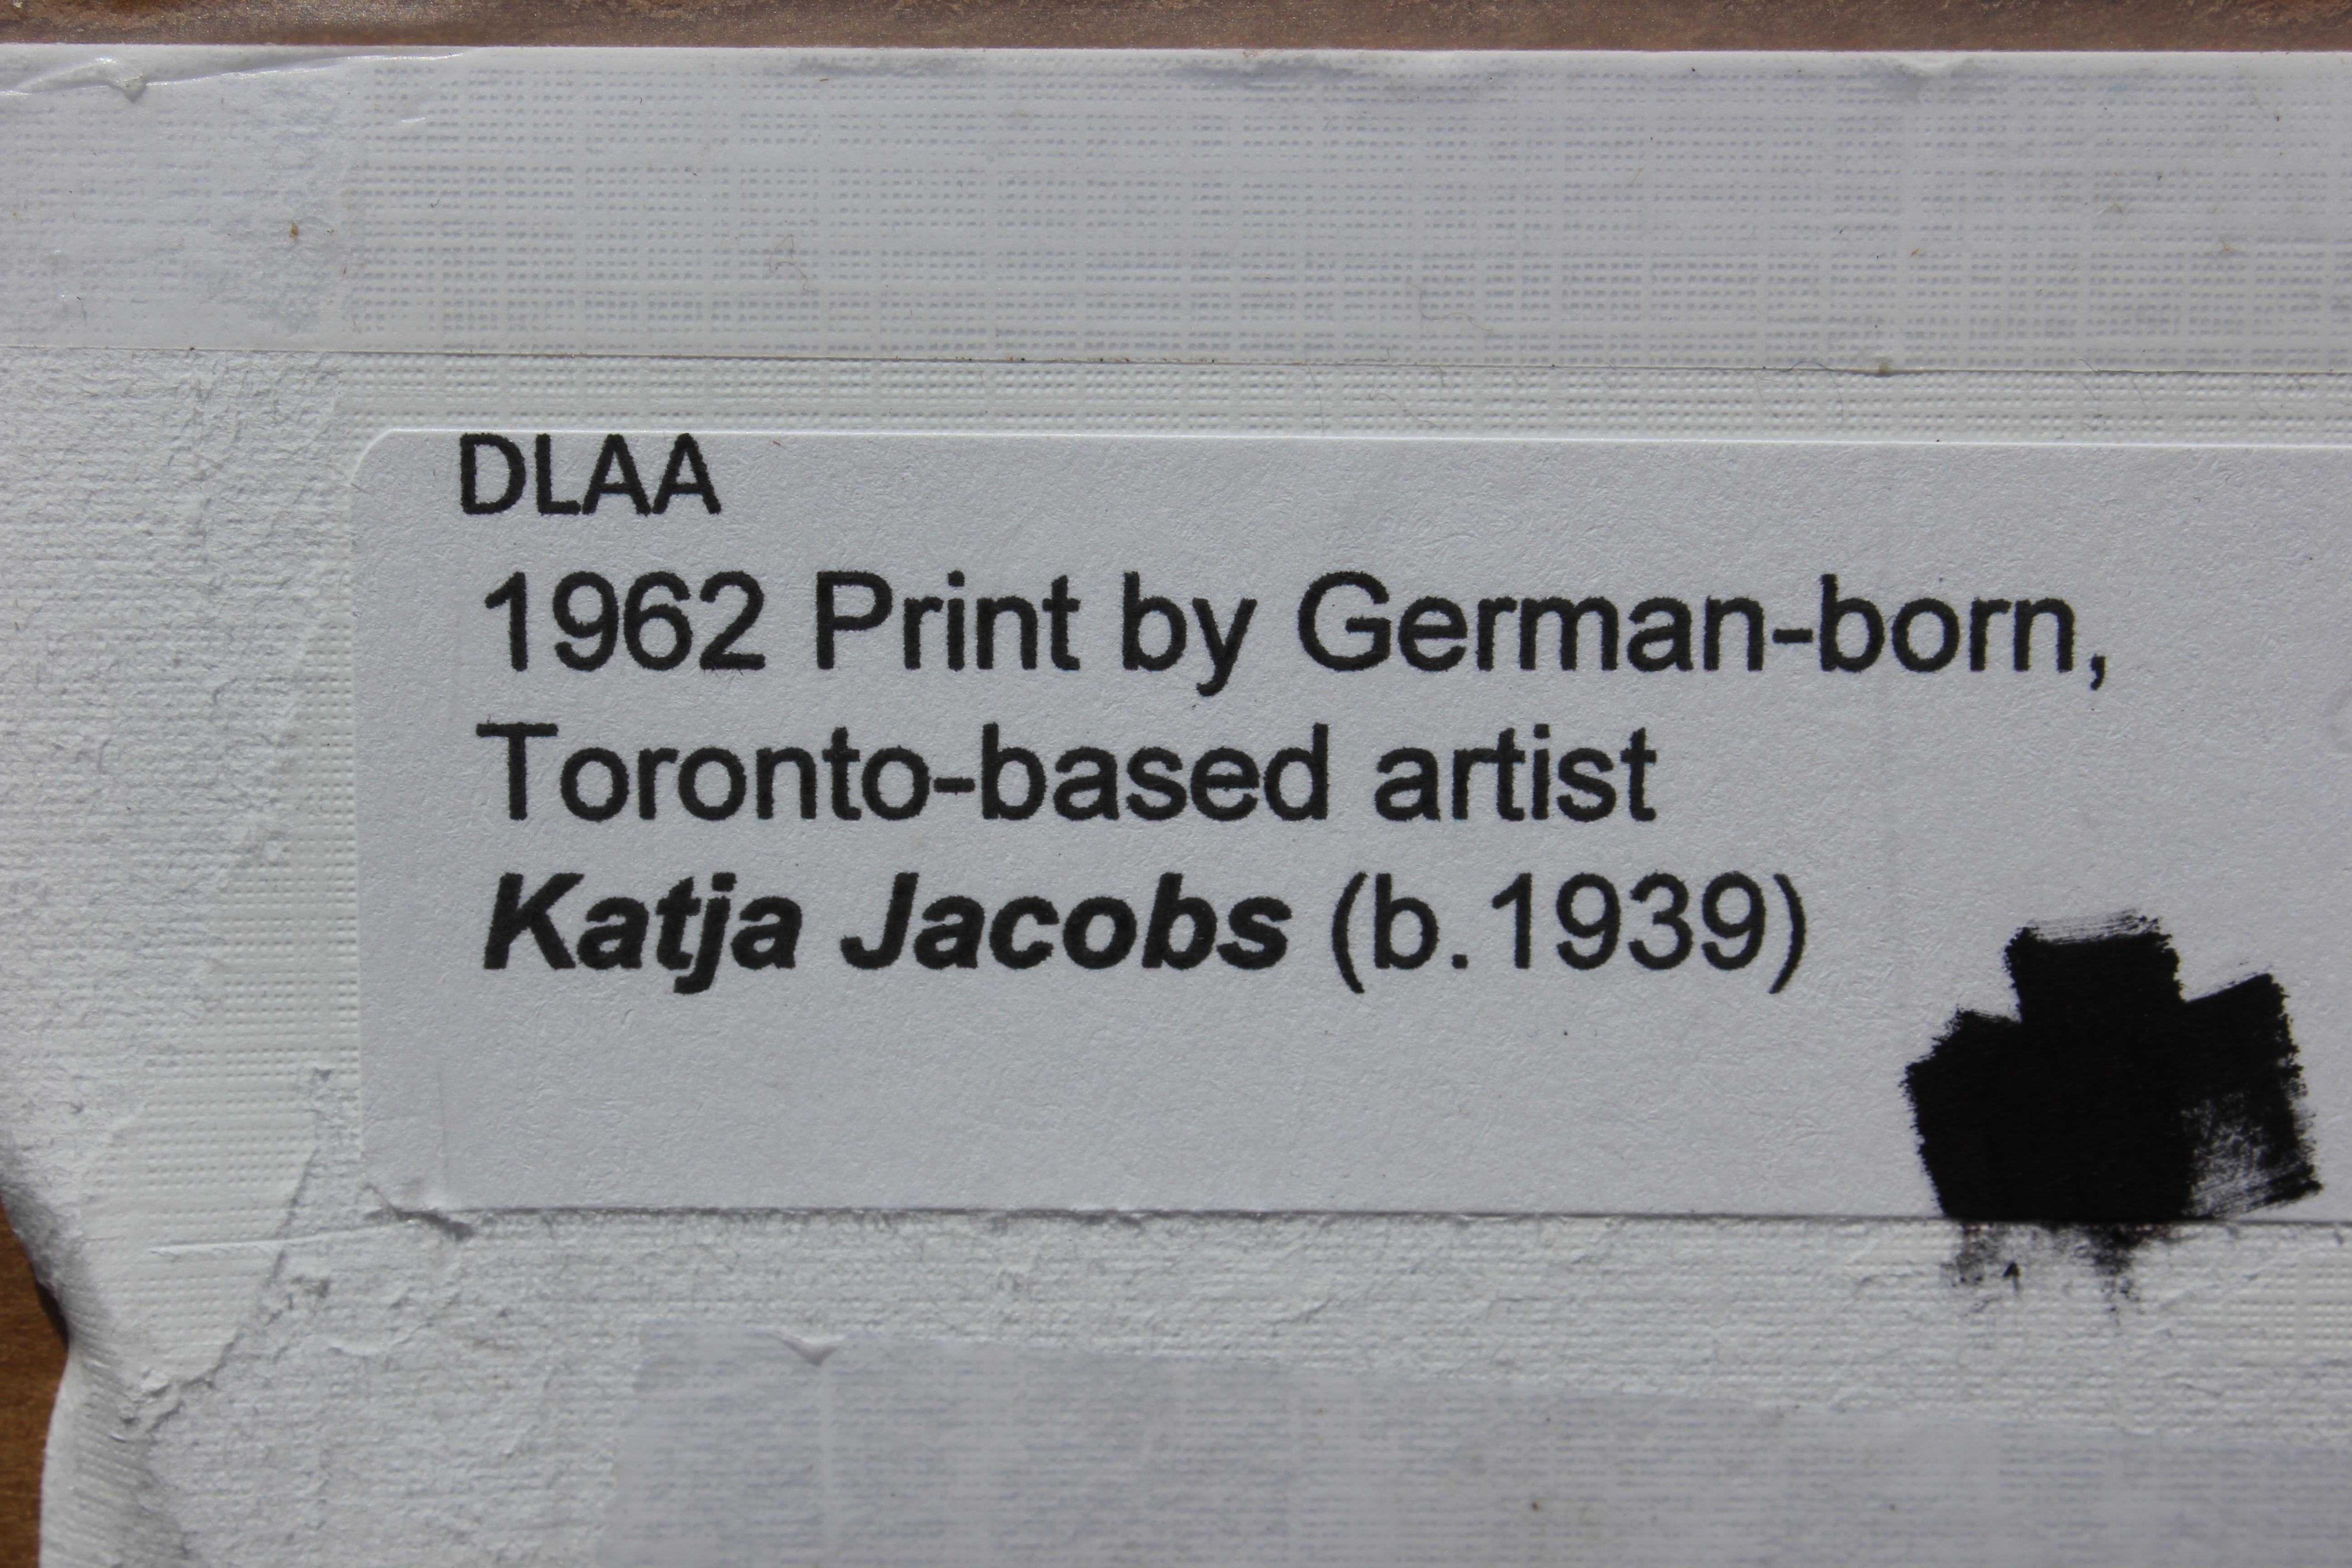 DLAA
1962 Print by German-born,
Toronto-based artist
Katja Jacobs (b.1939)